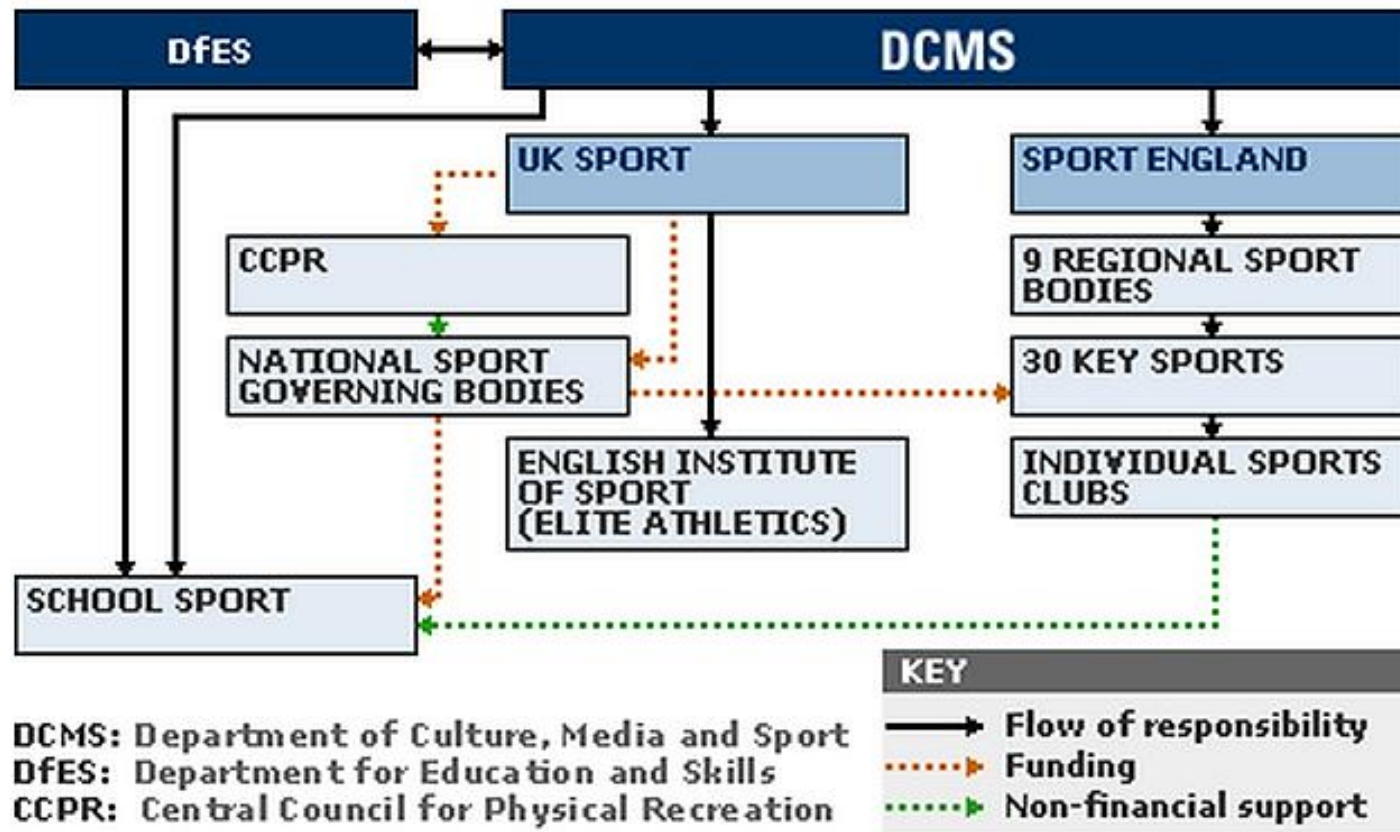 DfES
DCMS
UK SPORT
SPORT ENGLAND
CCPR
9 REGIONAL SPORT
BODIES
NATIONAL SPORT
GOVERNING BODIES
30 KEY SPORTS
ENGLISH INSTITUTE
OF SPORT
(ELITE ATHLETICS)
INDIVIDUAL SPORTS
CLUBS
SCHOOL SPORT
KEY
Flow of responsibility
Funding
Non-financial support
DCMS: Department of Culture, Media and Sport
DfES: Department for Education and Skills
CCPR: Central Council for Physical Recreation